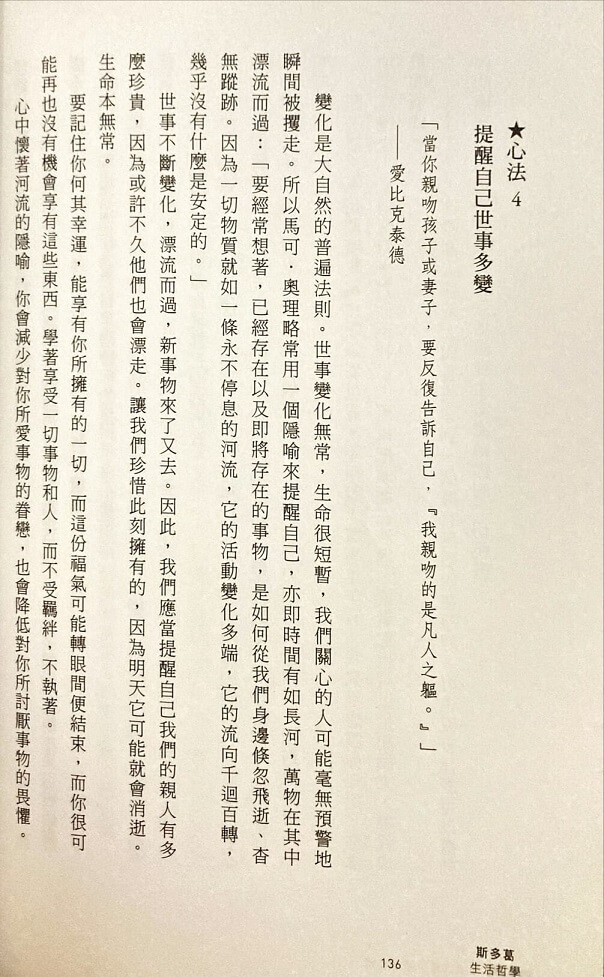 ★心法 4
提醒自己世事多變
「當你親吻孩子或妻子，要反復告訴自己，『我親吻的是凡人之軀。』」
——愛比克泰德
變化是大自然的普遍法則。世事變化無常，生命很短暫，我們關心的人可能毫無預警地
瞬間被攫走。所以馬可·奧理略常用一個隱喻來提醒自己，亦即時間有如長河，萬物在其中
漂流而過：「要經常想著，已經存在以及即將存在的事物，是如何從我們身邊倏忽飛逝、杳
無蹤跡。因為一切物質就如一條永不停息的河流，它的活動變化多端，它的流向千迴百轉，
幾乎沒有什麼是安定的。」
世事不斷變化，漂流而過，新事物來了又去。因此，我們應當提醒自己我們的親人有多
麼珍貴，因為或許不久他們也會漂走。讓我們珍惜此刻擁有的，因為明天它可能就會消逝。
生命本無常。
要記住你何其幸運，能享有你所擁有的一切，而這份福氣可能轉眼間便結束，而你很可
能再也沒有機會享有這些東西。學著享受一切事物和人，而不受羈絆，不執著。
心中懷著河流的隱喻，你會減少對你所愛事物的眷戀，也會降低對你所討厭事物的畏懼。
斯多葛
生活哲學
136